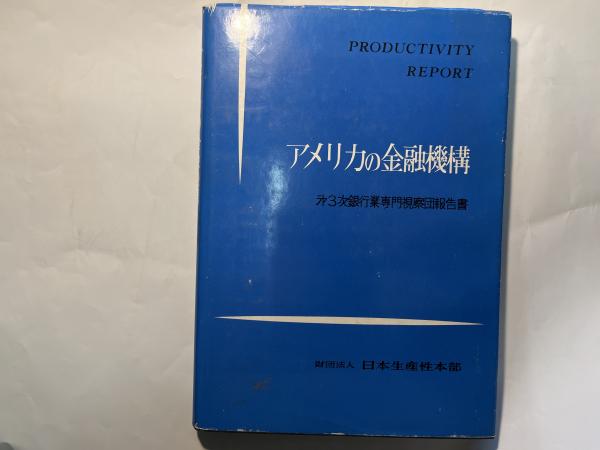 PRODUCTIVITY
REPORT
アメリカの金融機構
㐧3次銀行業専門視察団報告書
財団法人 日本生産性本部